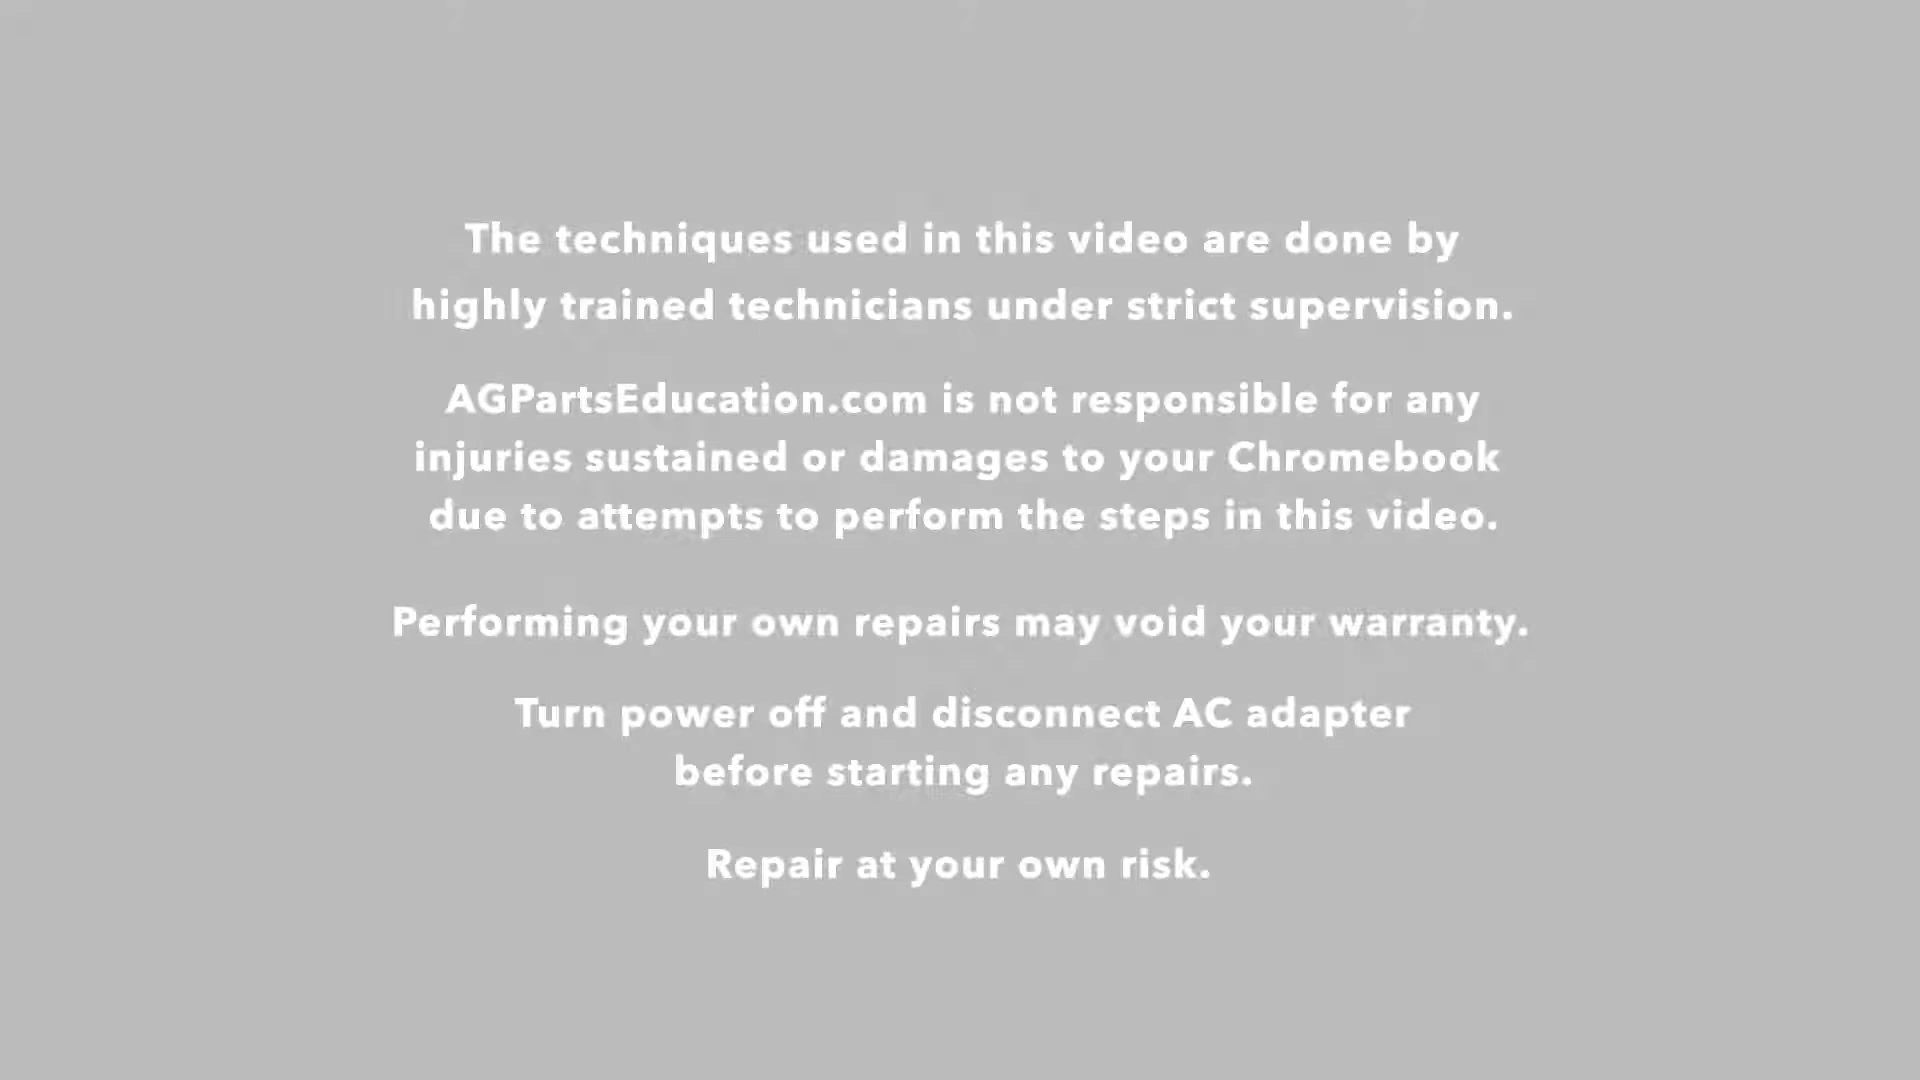 The techniques used in this video are done by
highly trained technicians under strict supervision.
AGPartsEducation.com is not responsible for any
injuries sustained or damages to your Chromebook
due to attempts to perform the steps in this video.
Performing your own repairs may void your warranty.
Turn power off and disconnect AC adapter
before starting any repairs.
Repair at your own risk.